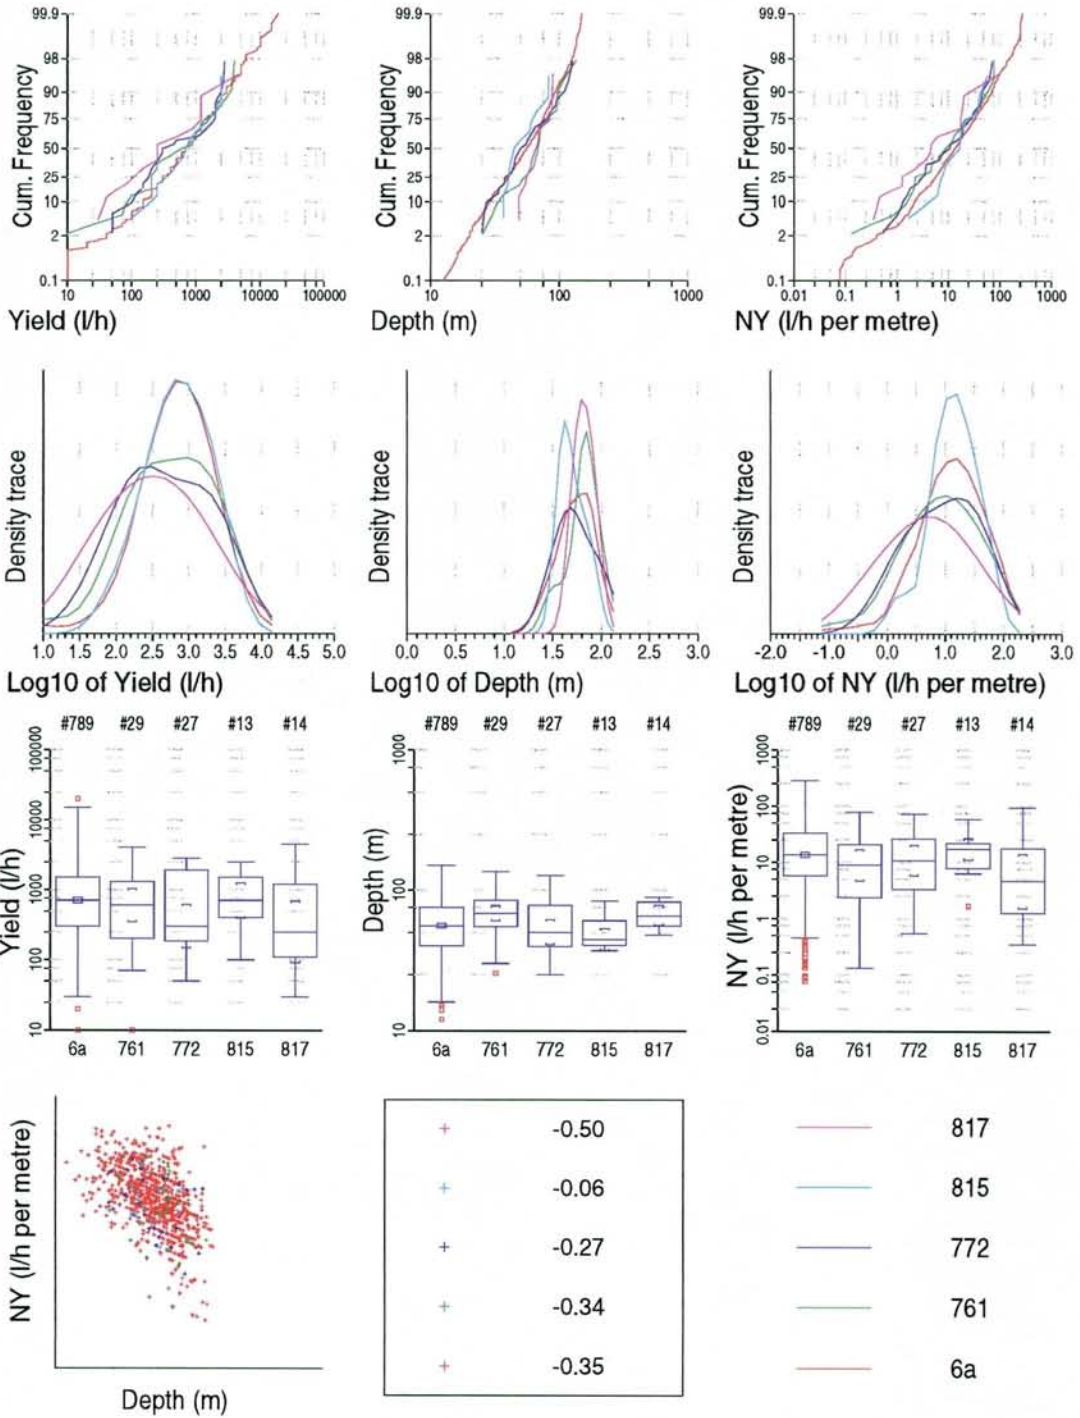 99.9 99.9 99.9
98 98 98
90 90 90
75 75 75
50 50 50
25 25 25
10 10 10
2 2 2
0.1 0.1 0.1
Cum. Frequency Cum. Frequency Cum. Frequency
10 100 1000 10000 100000 10 100 1000 0.01 0.1 1 10 100 1000
Yield (l/h) Depth (m) NY (l/h per metre)
Density trace Density trace Density trace
1.0 1.5 2.0 2.5 3.0 3.5 4.0 4.5 5.0 0.0 0.5 1.0 1.5 2.0 2.5 3.0 -2.0 -1.0 0.0 1.0 2.0 3.0
Log10 of Yield (l/h) Log10 of Depth (m) Log10 of NY (l/h per metre)
#789 #29 #27 #13 #14 #789 #29 #27 #13 #14 #789 #29 #27 #13 #14
100000 10000 1000 100 10
Yield (l/h)
1000 100 10
Depth (m)
1000 100 10 1 0.1 0.01
NY (l/h per metre)
6a 761 772 815 817 6a 761 772 815 817 6a 761 772 815 817
NY (l/h per metre)
Depth (m)
-0.50 817
-0.06 815
-0.27 772
-0.34 761
-0.35 6a